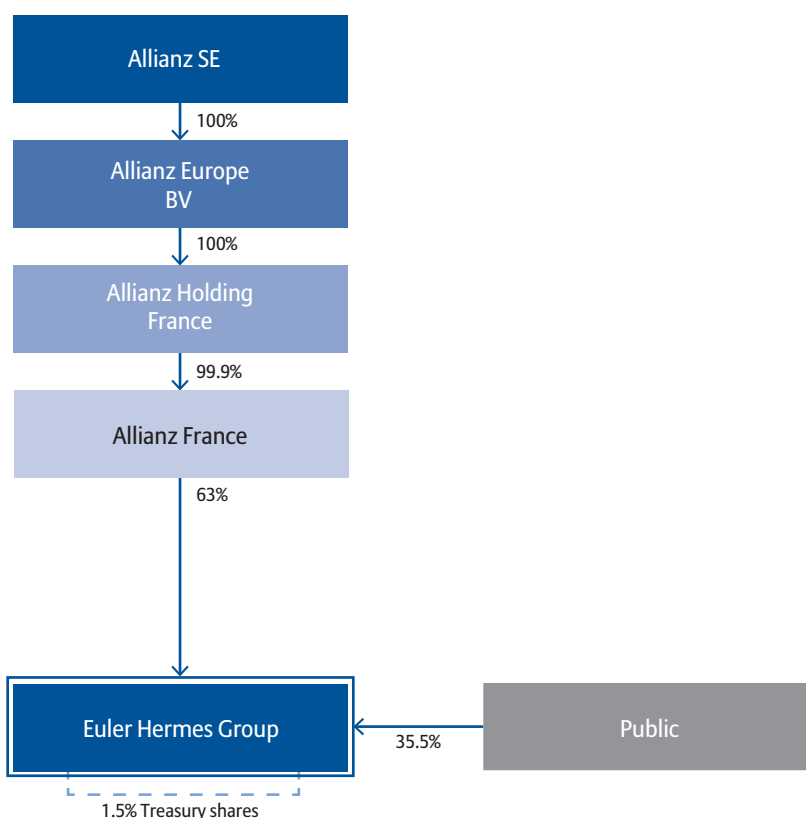 Allianz SE
100%
Allianz Europe
BV
100%
Allianz Holding
France
99.9%
Allianz France
63%
Euler Hermes Group
35.5%
Public
1.5% Treasury shares